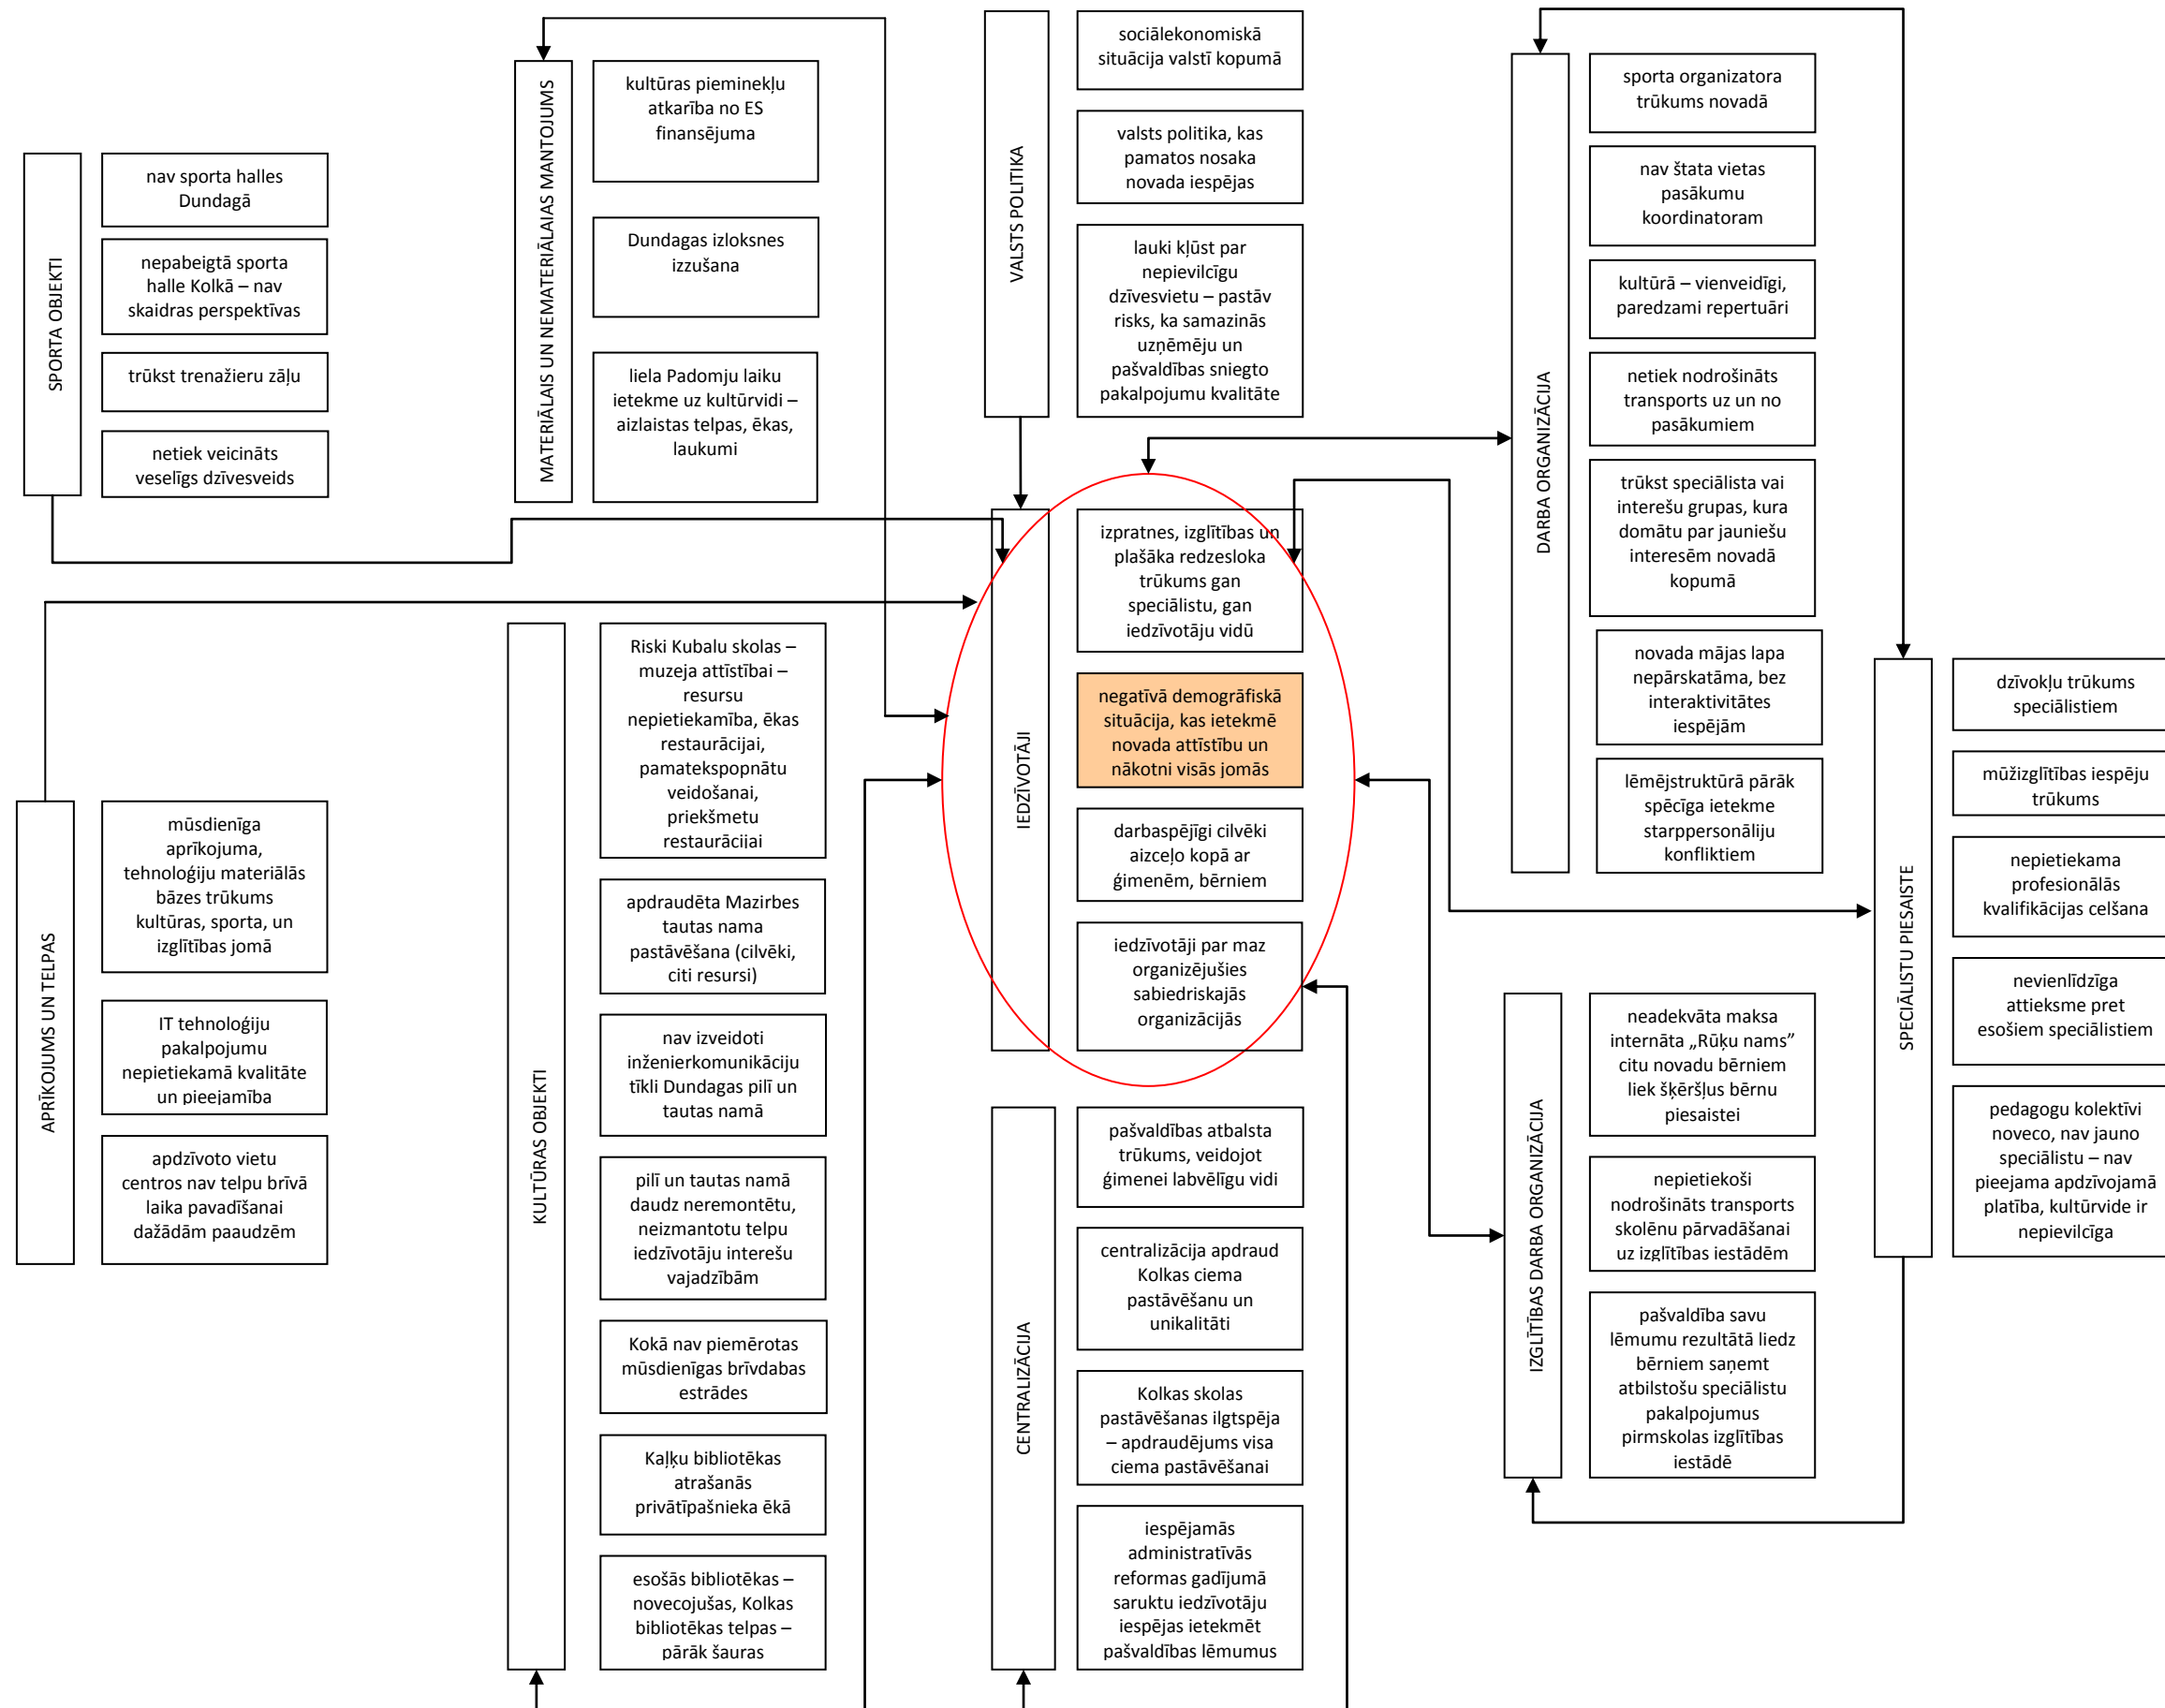 SPORTA OBJEKTI
nav sporta halles
Dundagā
nepabeigtā sporta
halle Kolkā – nav
skaidras perspektīvas
trūkst trenažieru zāļu
netiek veicināts
veselīgs dzīvesveids
MATERIĀLAIS UN NEMATERIĀLAIAS MANTOJUMS
kultūras pieminekļu
atkarība no ES
finansējuma
Dundagas izloksnes
izzušana
liela Padomju laiku
ietekme uz kultūrvidi –
aizlaistas telpas, ēkas,
laukumi
VALSTS POLITIKA
sociālekonomiskā
situācija valstī kopumā
valsts politika, kas
pamatos nosaka
novada iespējas
lauki kļūst par
nepievilcīgu
dzīvesvietu – pastāv
risks, ka samazinās
uzņēmēju un
pašvaldības sniegto
pakalpojumu kvalitāte
DARBA ORGANIZĀCIJA
sporta organizatora
trūkums novadā
nav štata vietas
pasākumu
koordinatoram
kultūrā – vienveidīgi,
paredzami repertuāri
netiek nodrošināts
transports uz un no
pasākumiem
trūkst speciālista vai
interešu grupas, kura
domātu par jauniešu
interesēm novadā
kopumā
novada mājas lapa
nepārskatāma, bez
interaktivitātes
iespējām
lēmējstruktūrā pārāk
spēcīga ietekme
starppersonāliju
konfliktiem
IEDZĪVOTĀJI
izpratnes, izglītības un
plašāka redzesloka
trūkums gan
speciālistu, gan
iedzīvotāju vidū
negatīvā demogrāfiskā
situācija, kas ietekmē
novada attīstību un
nākotni visās jomās
darbaspējīgi cilvēki
aizceļo kopā ar
ģimenēm, bērniem
iedzīvotāji par maz
organizējušies
sabiedriskajās
organizācijās
APRĪKOJUMS UN TELPAS
mūsdienīga
aprīkojuma,
tehnoloģiju materiālās
bāzes trūkums
kultūras, sporta, un
izglītības jomā
IT tehnoloģiju
pakalpojumu
nepietiekamā kvalitāte
un pieejamība
apdzīvoto vietu
centros nav telpu brīvā
laika pavadīšanai
dažādām paaudzēm
KULTŪRAS OBJEKTI
Riski Kubalu skolas –
muzeja attīstībai –
resursu
nepietiekamība, ēkas
restaurācijai,
pamatekspopnātu
veidošanai,
priekšmetu
restaurācijai
apdraudēta Mazirbes
tautas nama
pastāvēšana (cilvēki,
citi resursi)
nav izveidoti
inženierkomunikāciju
tīkli Dundagas pilī un
tautas namā
pilī un tautas namā
daudz neremontētu,
neizmantotu telpu
iedzīvotāju interešu
vajadzībām
Kokā nav piemērotas
mūsdienīgas brīvdabas
estrādes
Kaļķu bibliotēkas
atrašanās
privātīpašnieka ēkā
esošās bibliotēkas –
novecojušas, Kolkas
bibliotēkas telpas –
pārāk šauras
CENTRALIZĀCIJA
pašvaldības atbalsta
trūkums, veidojot
ģimenei labvēlīgu vidi
centralizācija apdraud
Kolkas ciema
pastāvēšanu un
unikalitāti
Kolkas skolas
pastāvēšanas ilgtspēja
– apdraudējums visa
ciema pastāvēšanai
iespējamās
administratīvās
reformas gadījumā
saruktu iedzīvotāju
iespējas ietekmēt
pašvaldības lēmumus
IZGLĪTĪBAS DARBA ORGANIZĀCIJA
neadekvāta maksa
internāta „Rūķu nams”
citu novadu bērniem
liek šķēršļus bērnu
piesaistei
nepietiekoši
nodrošināts transports
skolēnu pārvadāšanai
uz izglītības iestādēm
pašvaldība savu
lēmumu rezultātā liedz
bērniem saņemt
atbilstošu speciālistu
pakalpojumus
pirmskolas izglītības
iestādē
SPECIĀLISTU PIESAISTE
dzīvokļu trūkums
speciālistiem
mūžizglītības iespēju
trūkums
nepietiekama
profesionālās
kvalifikācijas celšana
nevienlīdzīga
attieksme pret
esošiem speciālistiem
pedagogu kolektīvi
noveco, nav jauno
speciālistu – nav
pieejama apdzīvojamā
platība, kultūrvide ir
nepievilcīga